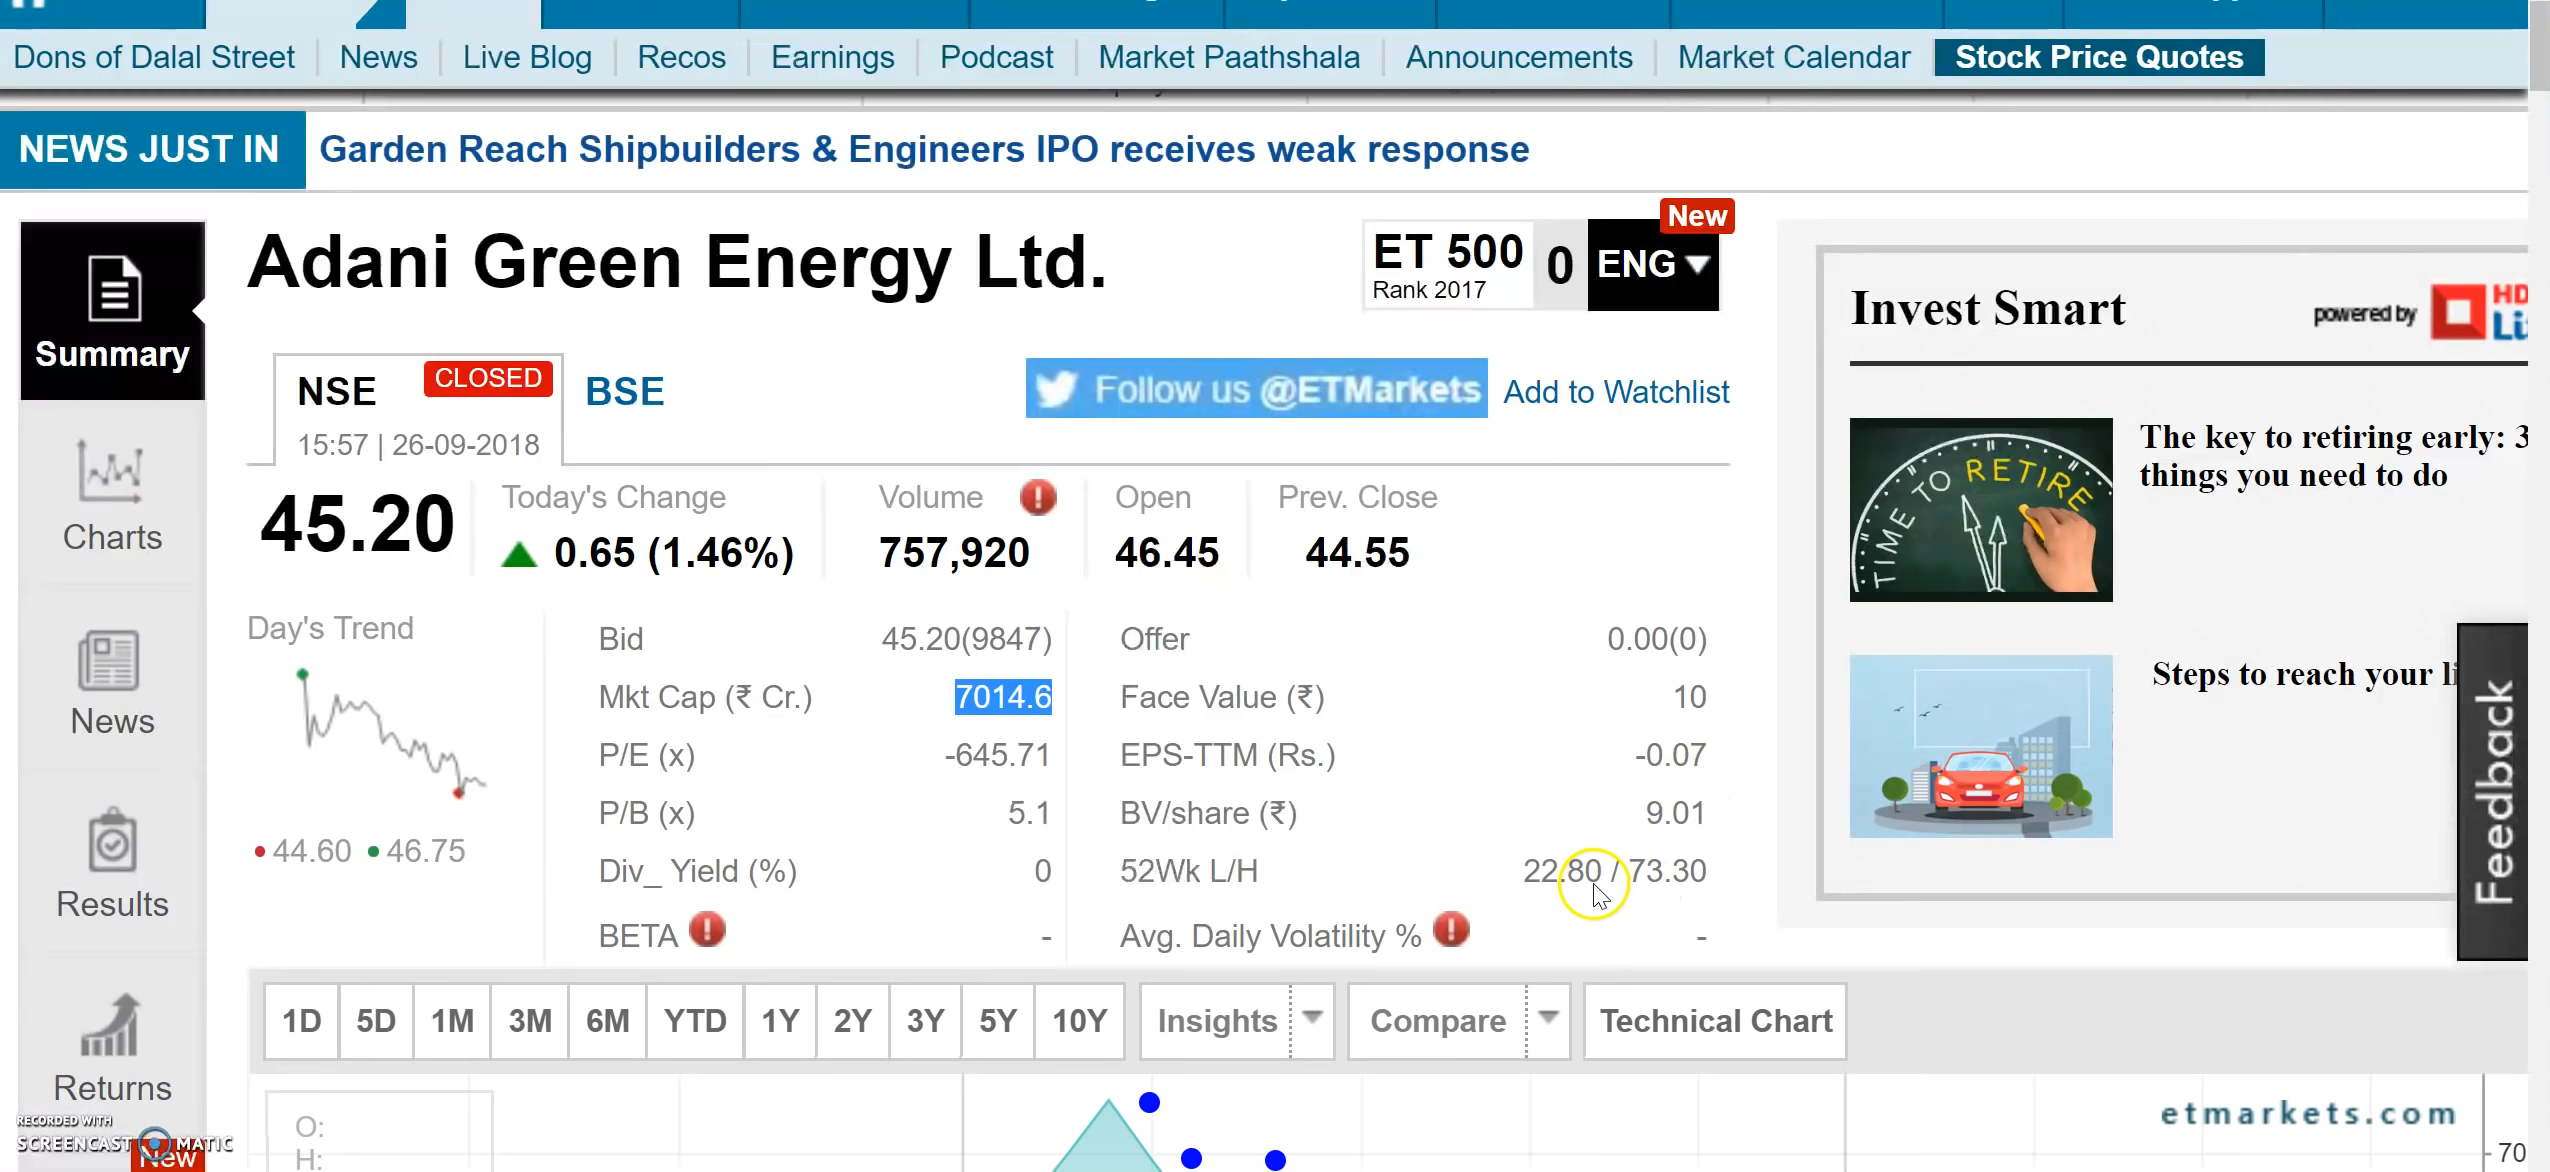 Dons of Dalal Street News Live Blog Recos Earnings Podcast Market Paathshala Announcements Market Calendar Stock Price Quotes
NEWS JUST IN Garden Reach Shipbuilders & Engineers IPO receives weak response
Summary
Charts
News
Results
Returns
New
Adani Green Energy Ltd.
ET 500
Rank 2017
0
ENG
New
NSE CLOSED
15:57 | 26-09-2018
BSE
Follow us @ETMarkets
Add to Watchlist
45.20
Today's Change
0.65 (1.46%)
Volume
757,920
Open
46.45
Prev. Close
44.55
Day's Trend
44.60 46.75
Bid 45.20(9847)
Mkt Cap (₹ Cr.) 7014.6
P/E (x) -645.71
P/B (x) 5.1
Div_ Yield (%) 0
BETA -
Offer 0.00(0)
Face Value (₹) 10
EPS-TTM (Rs.) -0.07
BV/share (₹) 9.01
52Wk L/H 22.80 / 73.30
Avg. Daily Volatility % -
1D 5D 1M 3M 6M YTD 1Y 2Y 3Y 5Y 10Y Insights Compare Technical Chart
O:
H:
etmarkets.com
70
Invest Smart
powered by
TIME TO RETIRE
The key to retiring early: 3
things you need to do
Steps to reach your
Feedback
RECORDED WITH
SCREENCAST MATIC